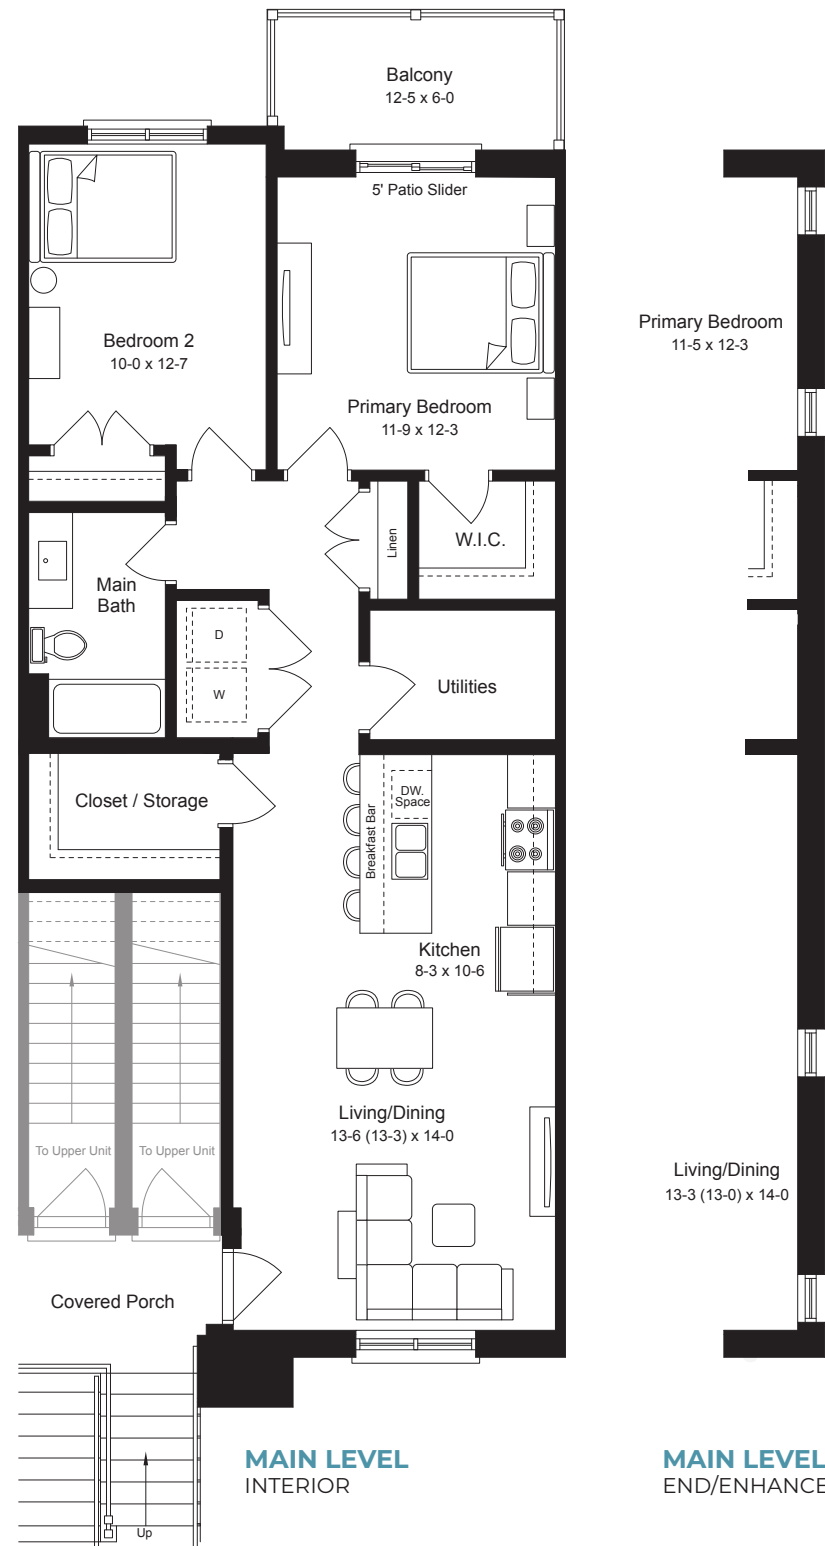 Balcony
12-5 x 6-0
5' Patio Slider
Bedroom 2
10-0 x 12-7
Primary Bedroom
11-9 x 12-3
Primary Bedroom
11-5 x 12-3
Linen
W.I.C.
Main
Bath
D
W
Utilities
Closet / Storage
DW.
Space
Breakfast Bar
Kitchen
8-3 x 10-6
Living/Dining
13-6 (13-3) x 14-0
To Upper Unit
To Upper Unit
Living/Dining
13-3 (13-0) x 14-0
Covered Porch
Up
MAIN LEVEL
INTERIOR
MAIN LEVEL
END/ENHANCE